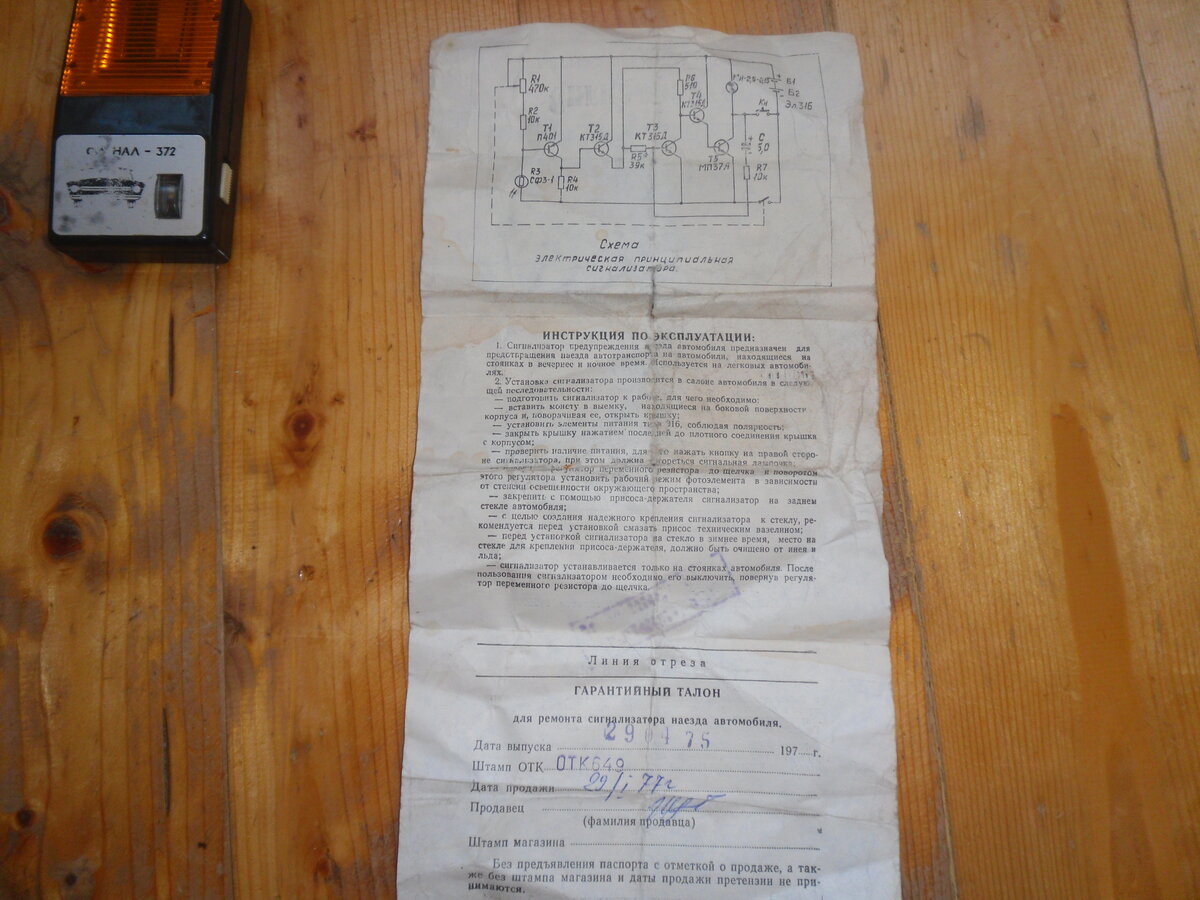 СИГНАЛ - 372
R1
470к
R2
10к
T1
П401
T2
КТ315Д
T3
КТ315Д
R6
510
T4
КТ315Д
Б1
Б2
Эл.316
Кн
C
5,0
R3
СФ3-1
R4
10к
R5*
39к
T5
МП37А
R7
10к
Схема
электрическая принципиальная
сигнализатора.
ИНСТРУКЦИЯ ПО ЭКСПЛУАТАЦИИ:
1. Сигнализатор предупреждения наезда автомобиля предназначен для
предотвращения наезда автотранспорта на автомобили, находящиеся на
стоянках в вечернее и ночное время. Используется на легковых автомоби-
лях.
2. Установка сигнализатора производится в салоне автомобиля в следую-
щей последовательности:
— подготовить сигнализатор к работе, для чего необходимо:
— вставить монету в выемку, находящиеся на боковой поверхности
корпуса и, поворачивая ее, открыть крышку;
— установить элементы питания типа 316, соблюдая полярность;
— закрыть крышку нажатием последней до плотного соединения крышка
с корпусом;
— проверить наличие питания, для чего нажать кнопку на правой сторо-
не сигнализатора, при этом должна загореться сигнальная лампочка;
— регулятор переменного резистора до щелчка и поворотом
этого регулятора установить рабочий режим фотоэлемента в зависимости
от степени освещенности окружающего пространства;
— закрепить с помощью присоса-держателя сигнализатор на заднем
стекле автомобиля;
— с целью создания надежного крепления сигнализатора к стеклу, ре-
комендуется перед установкой смазать присос техническим вазелином;
— перед установкой сигнализатора на стекло в зимнее время, место на
стекле для крепления присоса-держателя, должно быть очищено от инея и
льда;
— сигнализатор устанавливается только на стоянках автомобиля. После
пользования сигнализатором необходимо его выключить, повернув регуля-
тор переменного резистора до щелчка.
Линия отреза
ГАРАНТИЙНЫЙ ТАЛОН
для ремонта сигнализатора наезда автомобиля.
Дата выпуска 29 04 75 197 г.
Штамп ОТК ОТК649
Дата продажи 29/I 77г
Продавец
(фамилия продавца)
Штамп магазина
Без предъявления паспорта с отметкой о продаже, а так-
же без штампа магазина и даты продажи претензии не при-
нимаются.